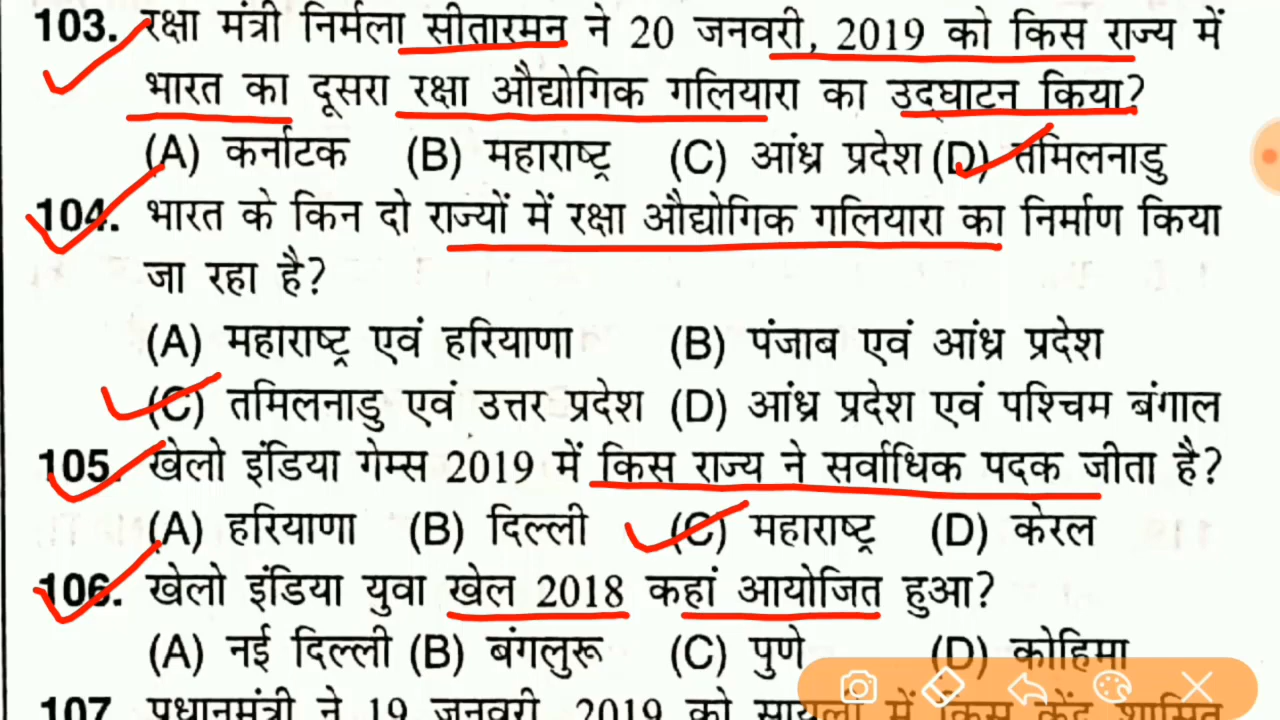 103. रक्षा मंत्री निर्मला सीतारमन ने 20 जनवरी, 2019 को किस राज्य में
भारत का दूसरा रक्षा औद्योगिक गलियारा का उद्घाटन किया?
(A) कर्नाटक (B) महाराष्ट्र (C) आंध्र प्रदेश (D) तमिलनाडु
104. भारत के किन दो राज्यों में रक्षा औद्योगिक गलियारा का निर्माण किया
जा रहा है?
(A) महाराष्ट्र एवं हरियाणा (B) पंजाब एवं आंध्र प्रदेश
(C) तमिलनाडु एवं उत्तर प्रदेश (D) आंध्र प्रदेश एवं पश्चिम बंगाल
105. खेलो इंडिया गेम्स 2019 में किस राज्य ने सर्वाधिक पदक जीता है?
(A) हरियाणा (B) दिल्ली (C) महाराष्ट्र (D) केरल
106. खेलो इंडिया युवा खेल 2018 कहां आयोजित हुआ?
(A) नई दिल्ली (B) बंगलुरू (C) पुणे (D) कोहिमा
107 प्रधानमंत्री ने 19 जनवरी, 2019 को सायली में किस केंद्र शासित